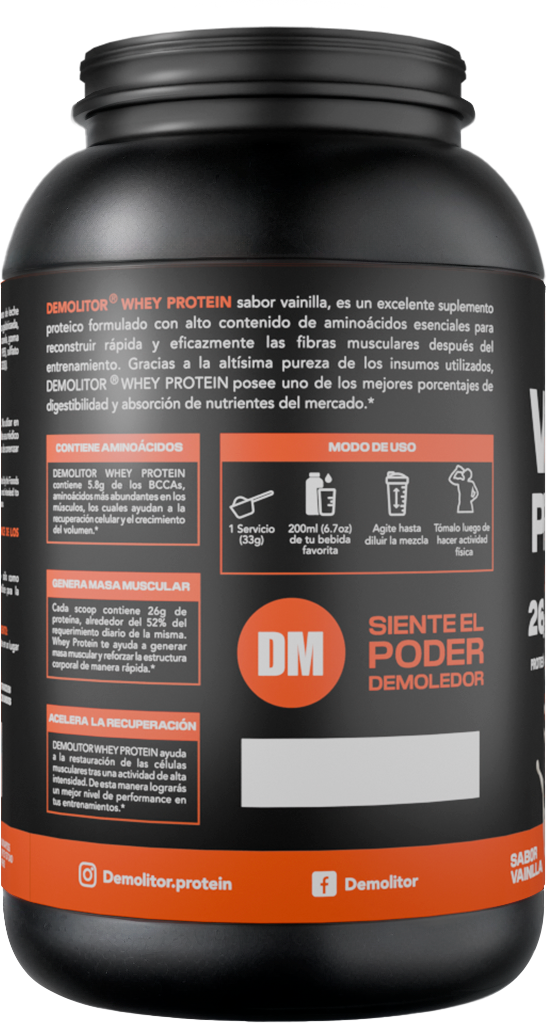 DEMOLITOR® WHEY PROTEIN sabor vainilla, es un excelente suplemento
proteico formulado con alto contenido de aminoácidos esenciales para
reconstruir rápida y eficazmente las fibras musculares después del
entrenamiento. Gracias a la altísima pureza de los insumos utilizados,
DEMOLITOR® WHEY PROTEIN posee uno de los mejores porcentajes de
digestibilidad y absorción de nutrientes del mercado.*
CONTIENE AMINOÁCIDOS
DEMOLITOR WHEY PROTEIN
contiene 5.8g de los BCCAs,
aminoácidos más abundantes en los
músculos, los cuales ayudan a la
recuperación celular y el crecimiento
del volumen.*
MODO DE USO
1 Servicio
(33g)
200ml (6.7oz)
de tu bebida
favorita
Agite hasta
diluir la mezcla
Tómalo luego de
hacer actividad
física
GENERA MASA MUSCULAR
Cada scoop contiene 26g de
proteína, alrededor del 52% del
requerimiento diario de la misma.
Whey Protein te ayuda a generar
masa muscular y reforzar la estructura
corporal de manera rápida.*
DM
SIENTE EL
PODER
DEMOLEDOR
ACELERA LA RECUPERACIÓN
DEMOLITOR WHEY PROTEIN ayuda
a la restauración de las células
musculares tras una actividad de alta
intensidad. De esta manera lograrás
un mejor nivel de performance en
tus entrenamientos.*
Demolitor.protein
Demolitor
SABOR
VAINILLA